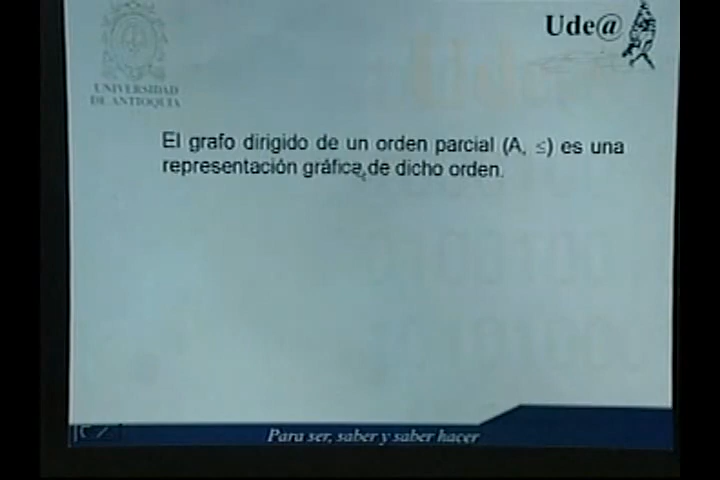 Ude@
UNIVERSIDAD
DE ANTIOQUIA
El grafo dirigido de un orden parcial (A, ≤) es una
representación gráfica de dicho orden.
Para ser, saber y saber hacer